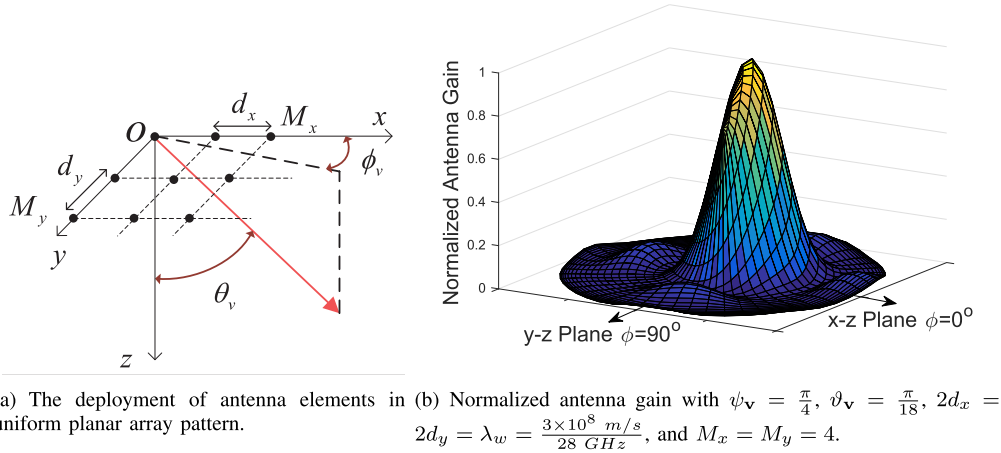 O
d_x
M_x
x
ϕ_v
d_y
M_y
y
θ_v
z
Normalized Antenna Gain
1
0.8
0.6
0.4
0.2
0
y-z Plane ϕ=90°
x-z Plane ϕ=0°
a) The deployment of antenna elements in
uniform planar array pattern.
(b) Normalized antenna gain with ψ_v = π/4, ϑ_v = π/18, 2d_x =
2d_y = λ_w = 3×10^8 m/s / 28 GHz, and M_x = M_y = 4.